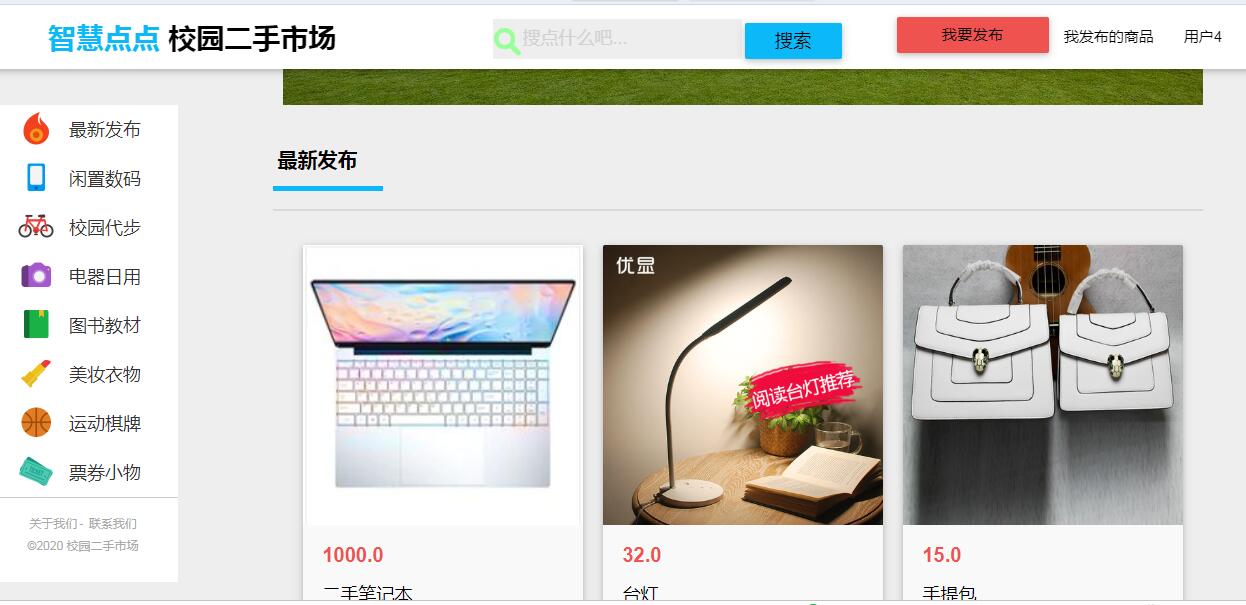 智慧点点 校园二手市场
搜点什么吧...
搜索
我要发布
我发布的商品
用户4
最新发布
闲置数码
校园代步
电器日用
图书教材
美妆衣物
运动棋牌
票券小物
关于我们 - 联系我们
©2020 校园二手市场
最新发布
优显
阅读台灯推荐
1000.0
二手笔记本
32.0
台灯
15.0
手提包